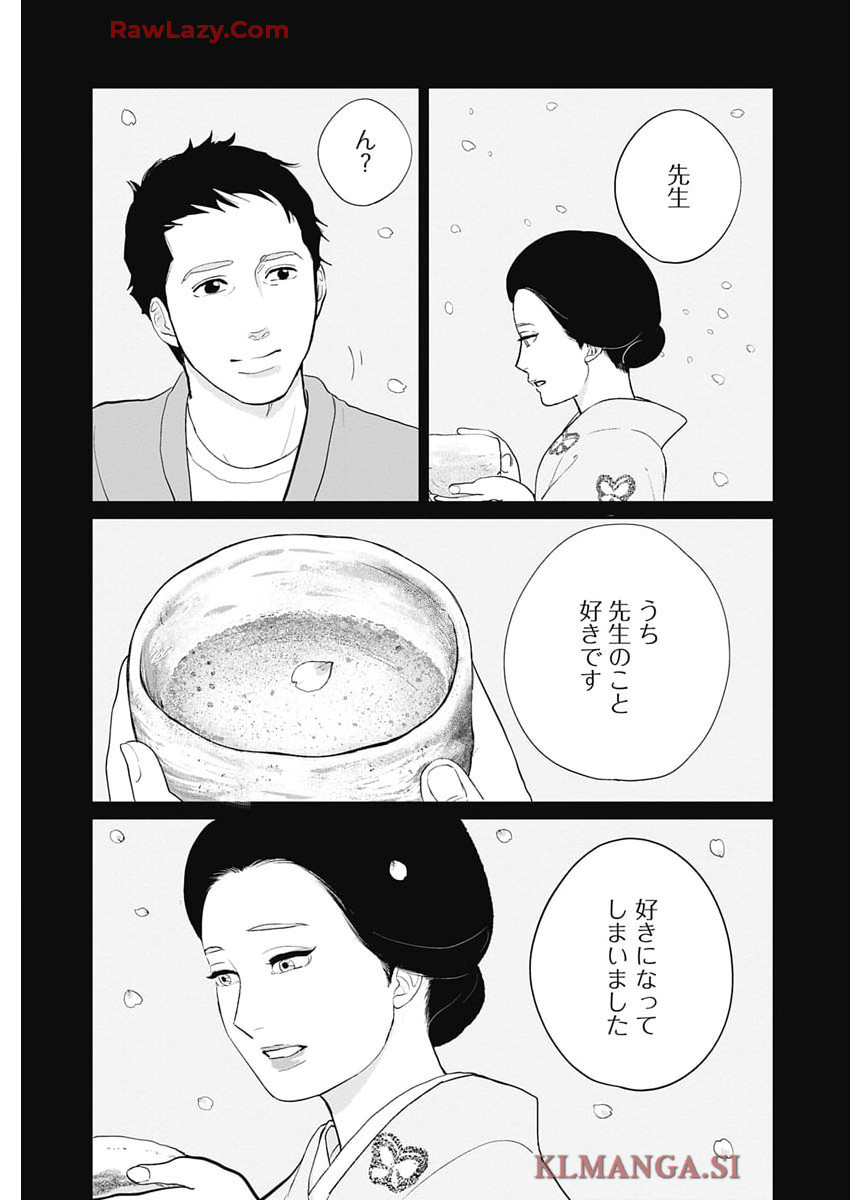 RawLazy.Com
先生
ん?
うち
先生のこと
好きです
好きになって
しまいました
KLMANGA.SI